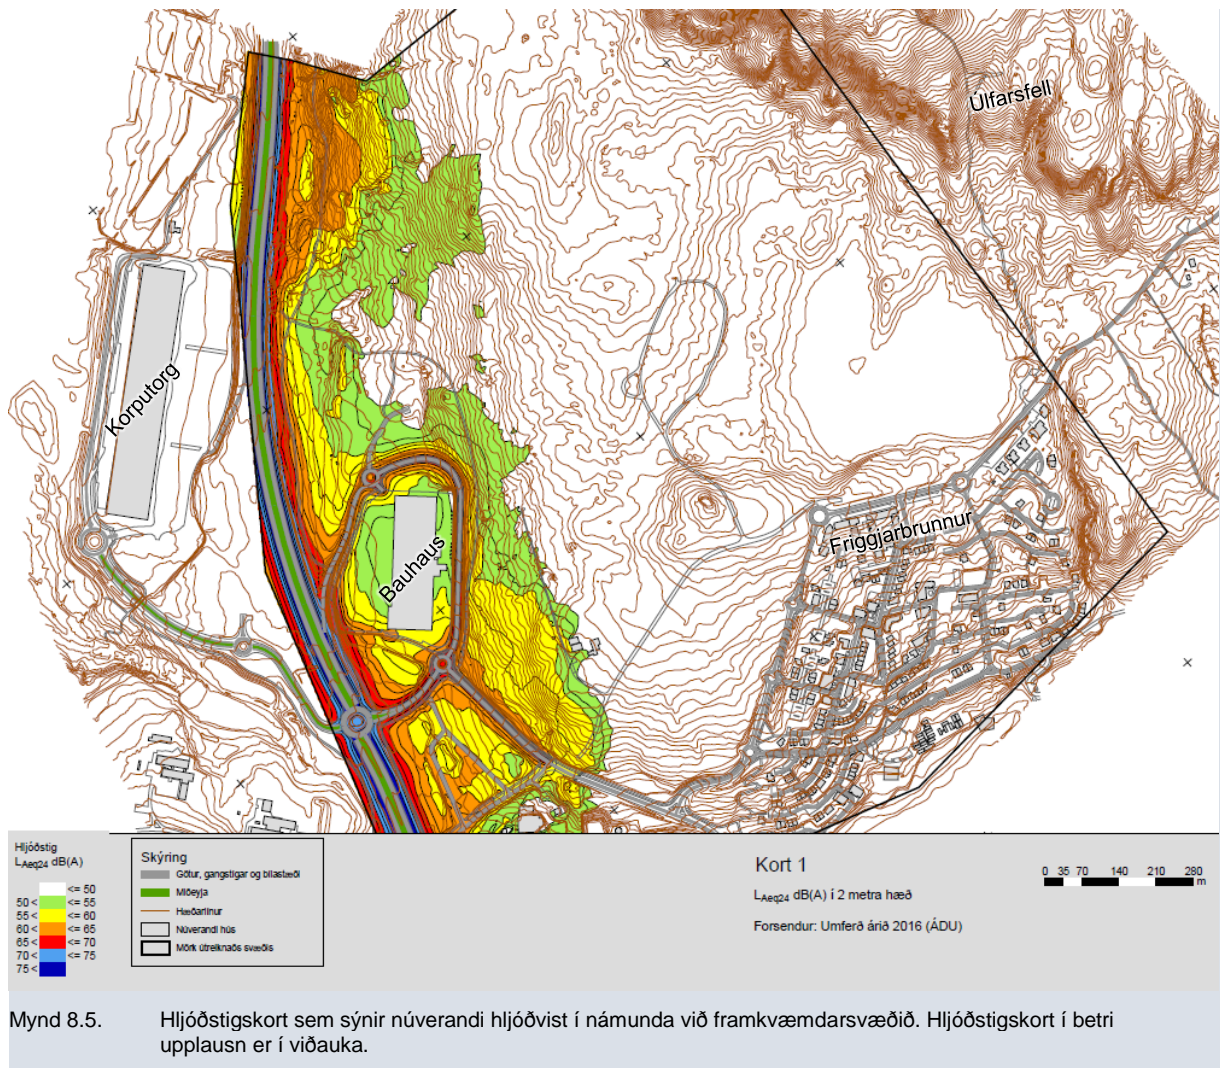 Úlfarsfell
Korputorg
Friggjarbrunnur
Bauhaus
Hljóðstig
LAeq24 dB(A)
<= 50
50 < <= 55
55 < <= 60
60 < <= 65
65 < <= 70
70 < <= 75
75 <
Skýring
Götur, gangstígar og bílastæði
Miðeyja
Hæðarlínur
Núverandi hús
Mörk útreiknaðs svæðis
Kort 1
LAeq24 dB(A) í 2 metra hæð
Forsendur: Umferð árið 2016 (ÁDU)
0 35 70 140 210 280
m
Mynd 8.5. Hljóðstigskort sem sýnir núverandi hljóðvist í námunda við framkvæmdarsvæðið. Hljóðstigskort í betri
upplausn er í viðauka.